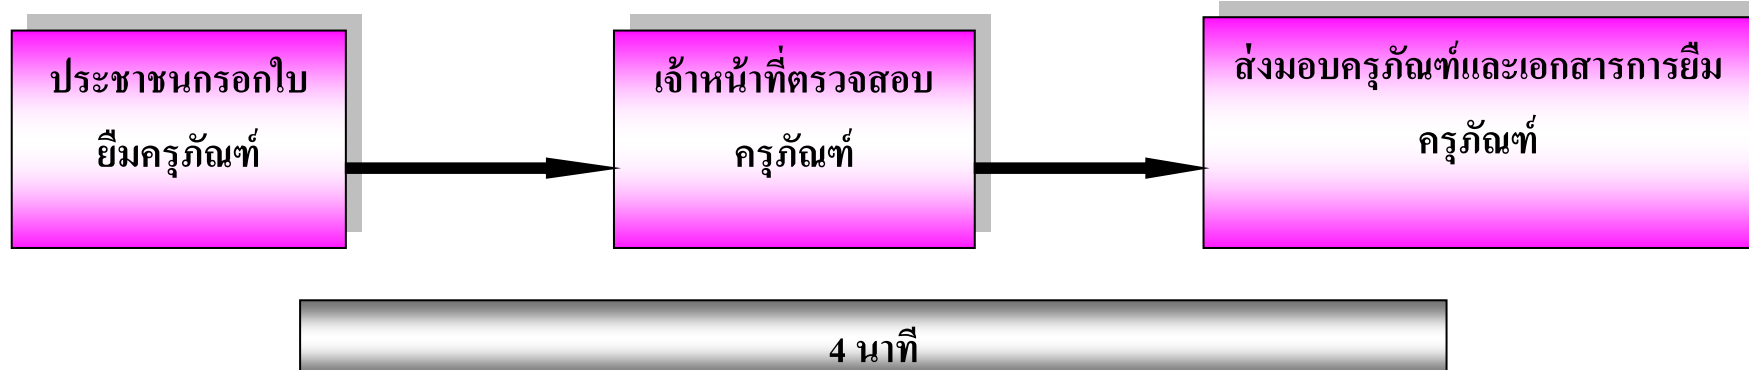 ประชาชนกรอกใบ
ยืมครุภัณฑ์
เจ้าหน้าที่ตรวจสอบ
ครุภัณฑ์
ส่งมอบครุภัณฑ์และเอกสารการยืม
ครุภัณฑ์
4 นาที